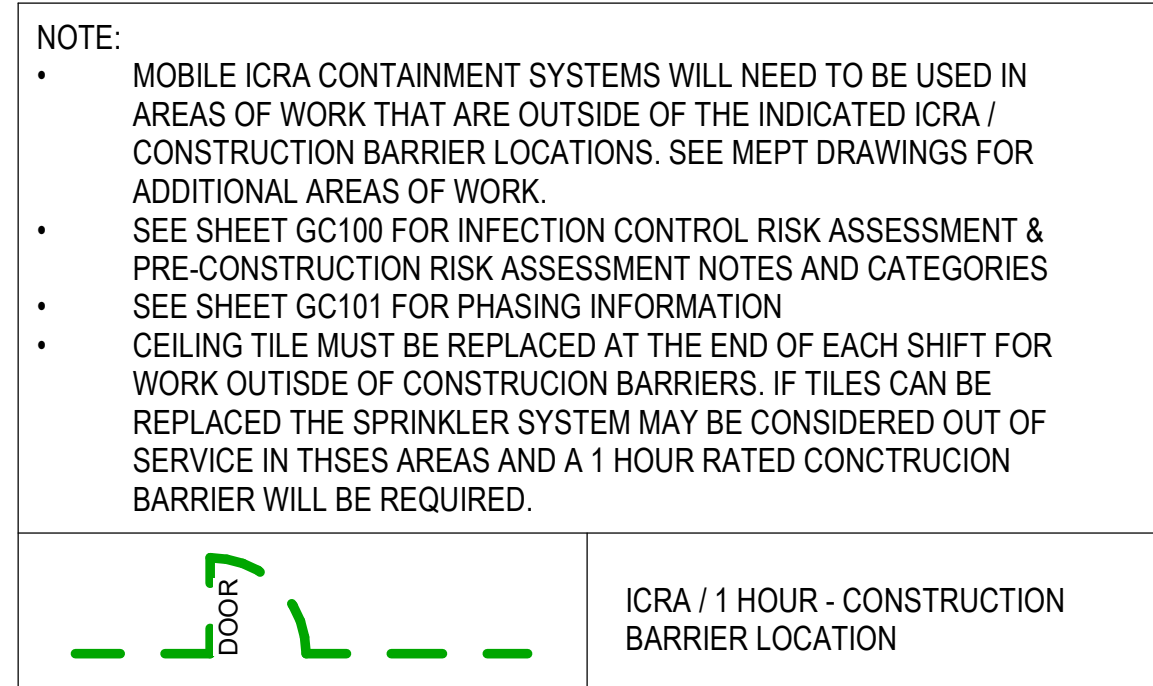 NOTE:
• MOBILE ICRA CONTAINMENT SYSTEMS WILL NEED TO BE USED IN
AREAS OF WORK THAT ARE OUTSIDE OF THE INDICATED ICRA /
CONSTRUCTION BARRIER LOCATIONS. SEE MEPT DRAWINGS FOR
ADDITIONAL AREAS OF WORK.
• SEE SHEET GC100 FOR INFECTION CONTROL RISK ASSESSMENT &
PRE-CONSTRUCTION RISK ASSESSMENT NOTES AND CATEGORIES
• SEE SHEET GC101 FOR PHASING INFORMATION
• CEILING TILE MUST BE REPLACED AT THE END OF EACH SHIFT FOR
WORK OUTISDE OF CONSTRUCION BARRIERS. IF TILES CAN BE
REPLACED THE SPRINKLER SYSTEM MAY BE CONSIDERED OUT OF
SERVICE IN THSES AREAS AND A 1 HOUR RATED CONCTRUCION
BARRIER WILL BE REQUIRED.
DOOR
ICRA / 1 HOUR - CONSTRUCTION
BARRIER LOCATION